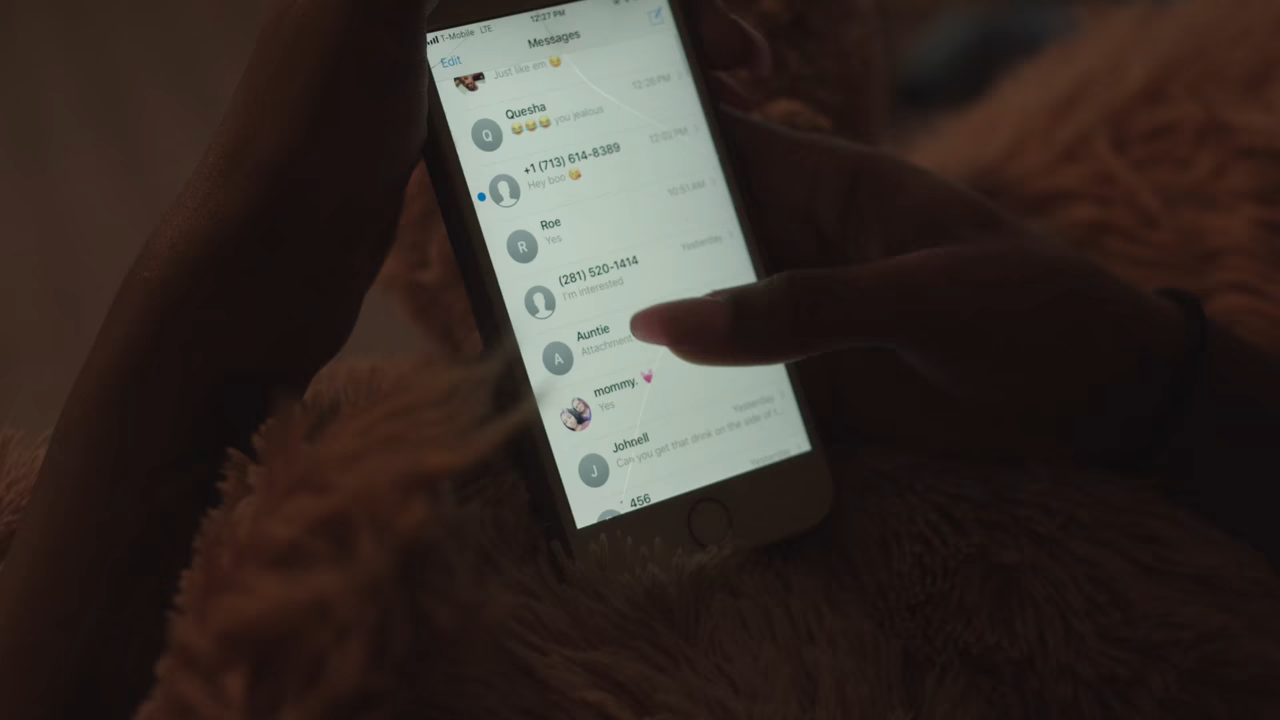 T-Mobile LTE 12:27 PM
Edit Messages
Just like em 😏
Quesha 12:26 PM
Q 😂😂😂 you jealous
+1 (713) 614-8389 12:02 PM
Hey boo 😘
Roe 10:51 AM
R Yes
(281) 520-1414 Yesterday
I'm interested
Auntie
A Attachment
mommy. 💗
Yes
Johnell Yesterday
J Can you get that drink on the side of t...
456 Yesterday